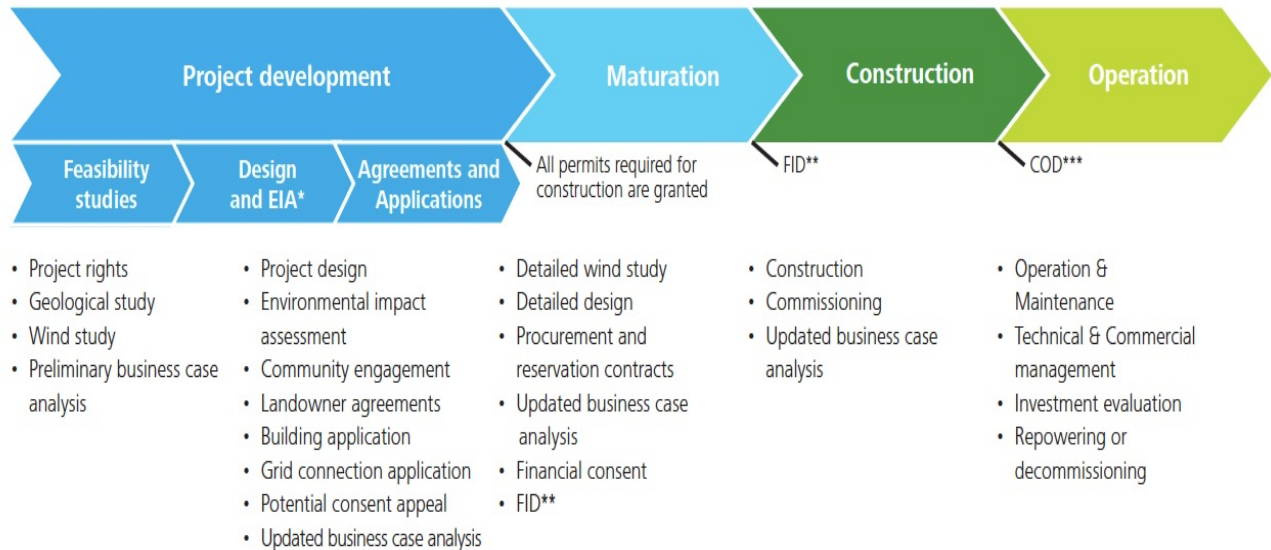 Project development
Maturation
Construction
Operation
Feasibility
studies
Design
and EIA*
Agreements and
Applications
All permits required for
construction are granted
FID**
COD***
• Project rights
• Geological study
• Wind study
• Preliminary business case
analysis
• Project design
• Environmental impact
assessment
• Community engagement
• Landowner agreements
• Building application
• Grid connection application
• Potential consent appeal
• Updated business case analysis
• Detailed wind study
• Detailed design
• Procurement and
reservation contracts
• Updated business case
analysis
• Financial consent
• FID**
• Construction
• Commissioning
• Updated business case
analysis
• Operation &
Maintenance
• Technical & Commercial
management
• Investment evaluation
• Repowering or
decommissioning